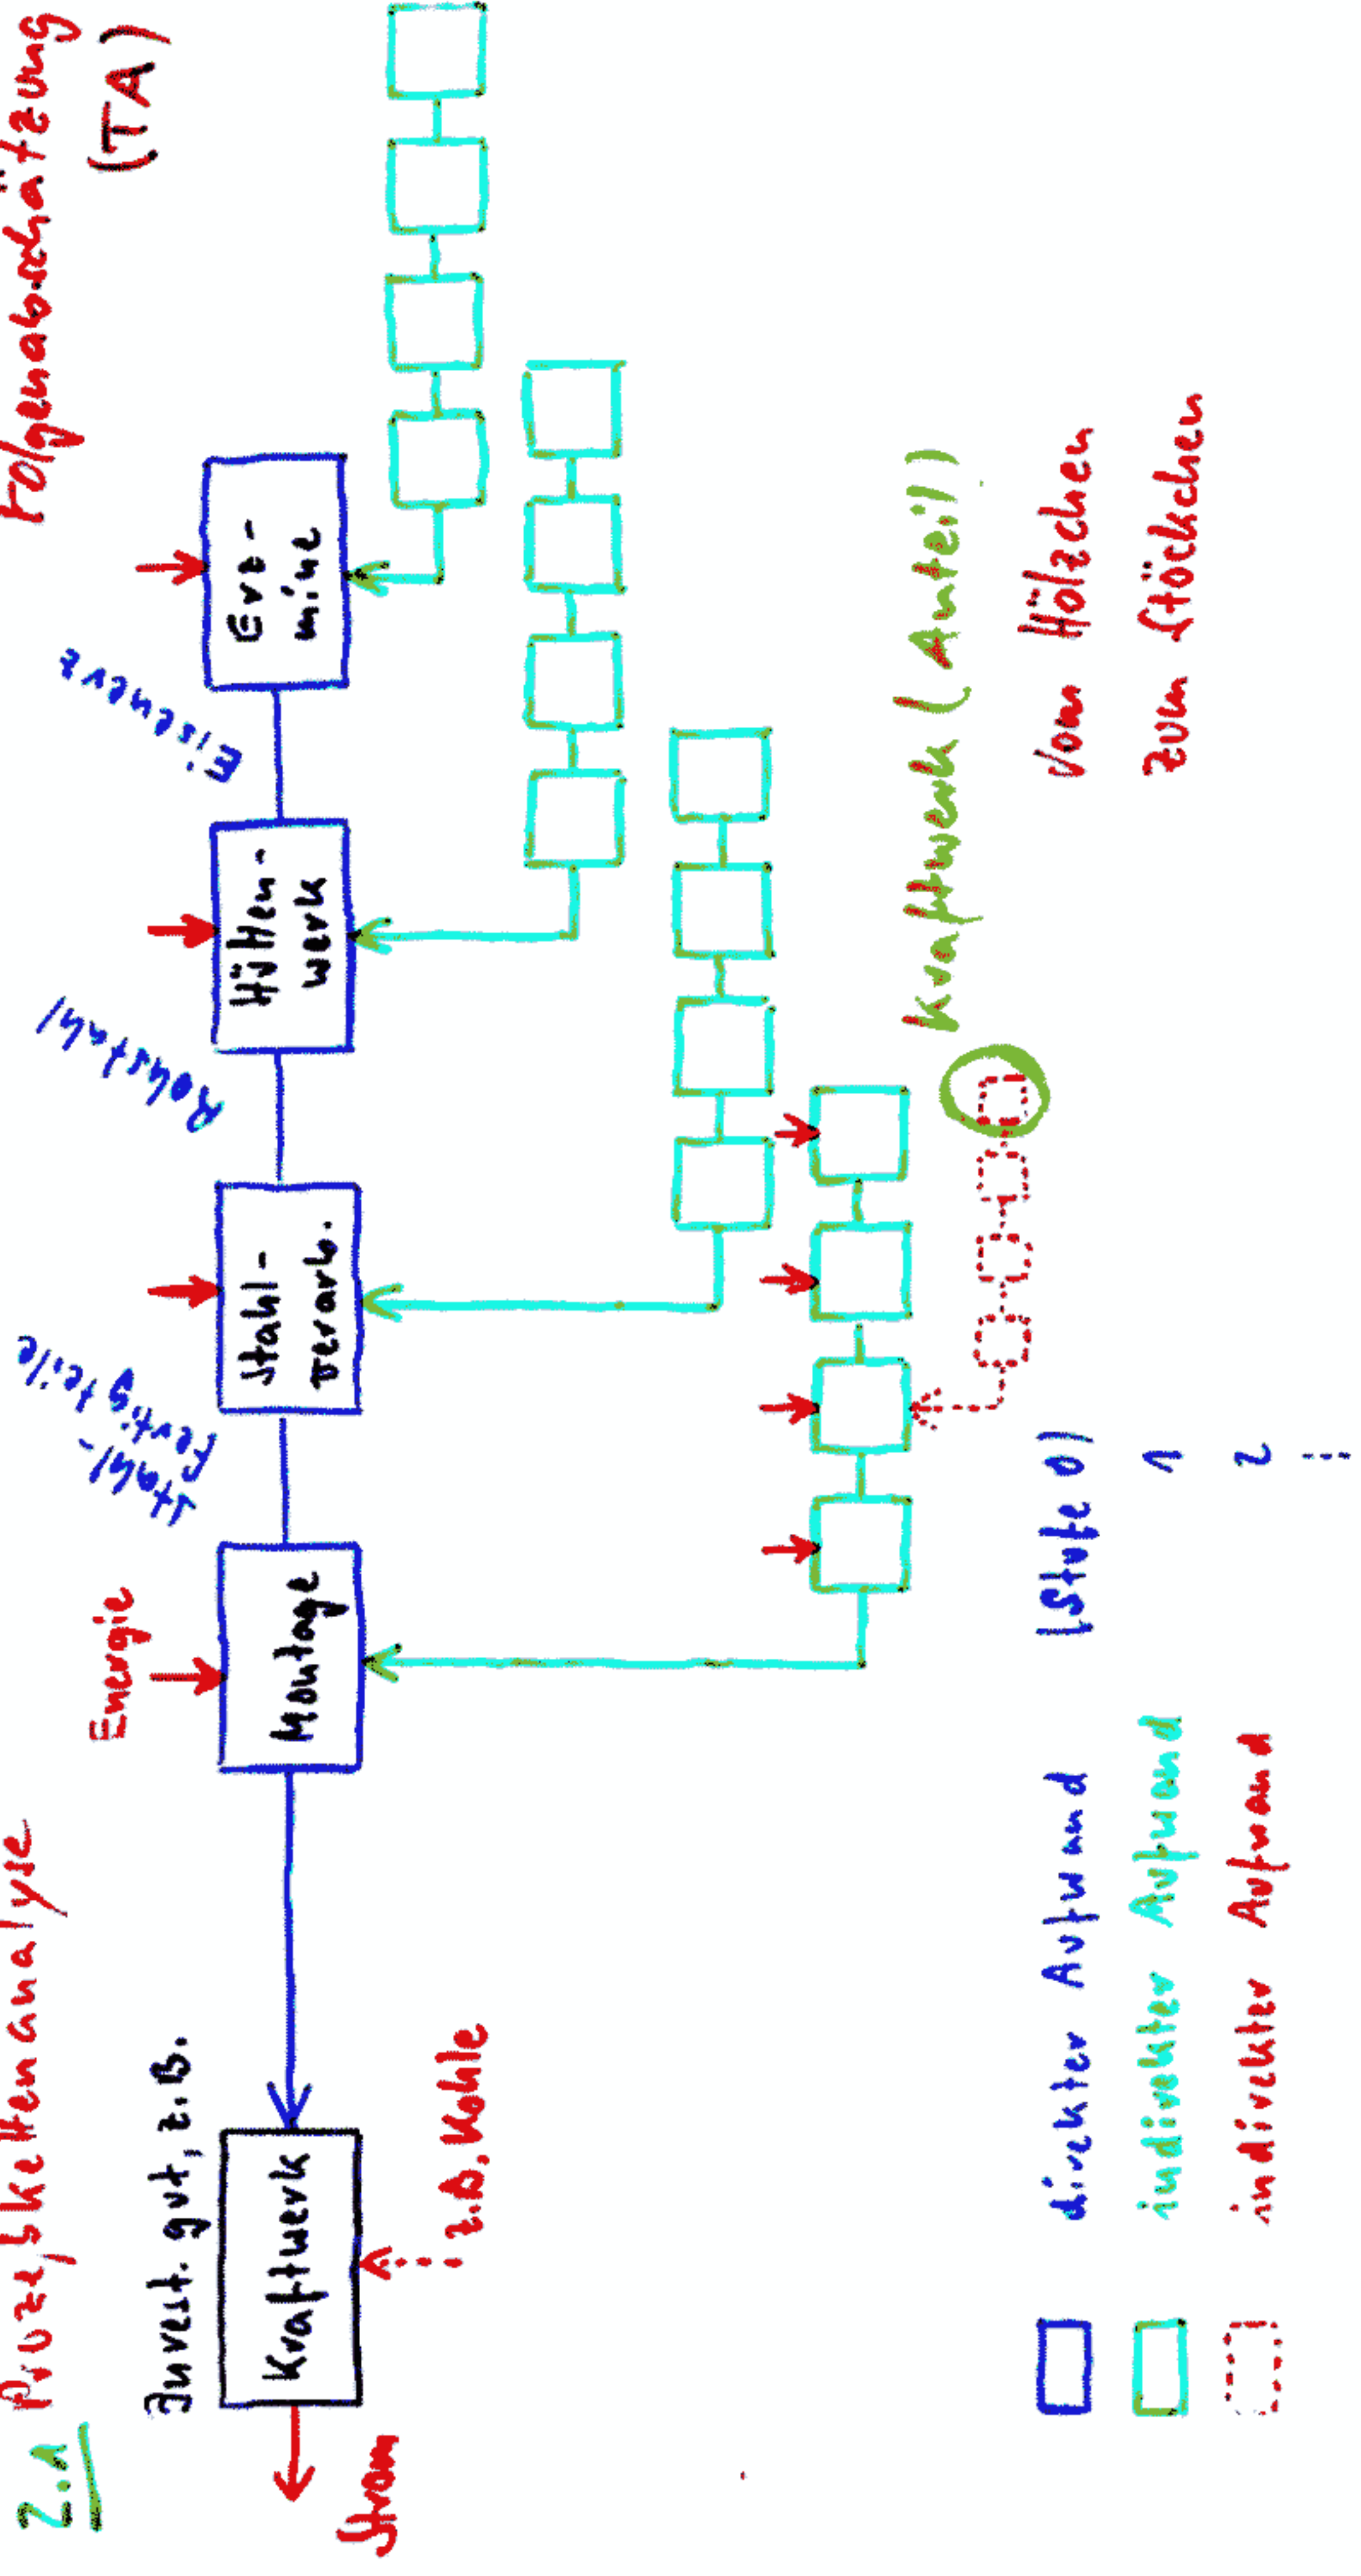 2.1 Prozeßkettenanalyse
Folgenabschätzung
(TA)
Invest. gut, z.B.
Energie
Stahl-
fertigteile
Rohstahl
Eisenerz
Kraftwerk
Montage
Stahl-
verarb.
Hütten-
werk
Erz-
mine
Strom
z.B. Kohle
Kraftwerk (Anteil)
direkter Aufwand (Stufe 0)
indirekter Aufwand 1
indirekter Aufwand 2
Vom Hölzchen
zum Stöckchen